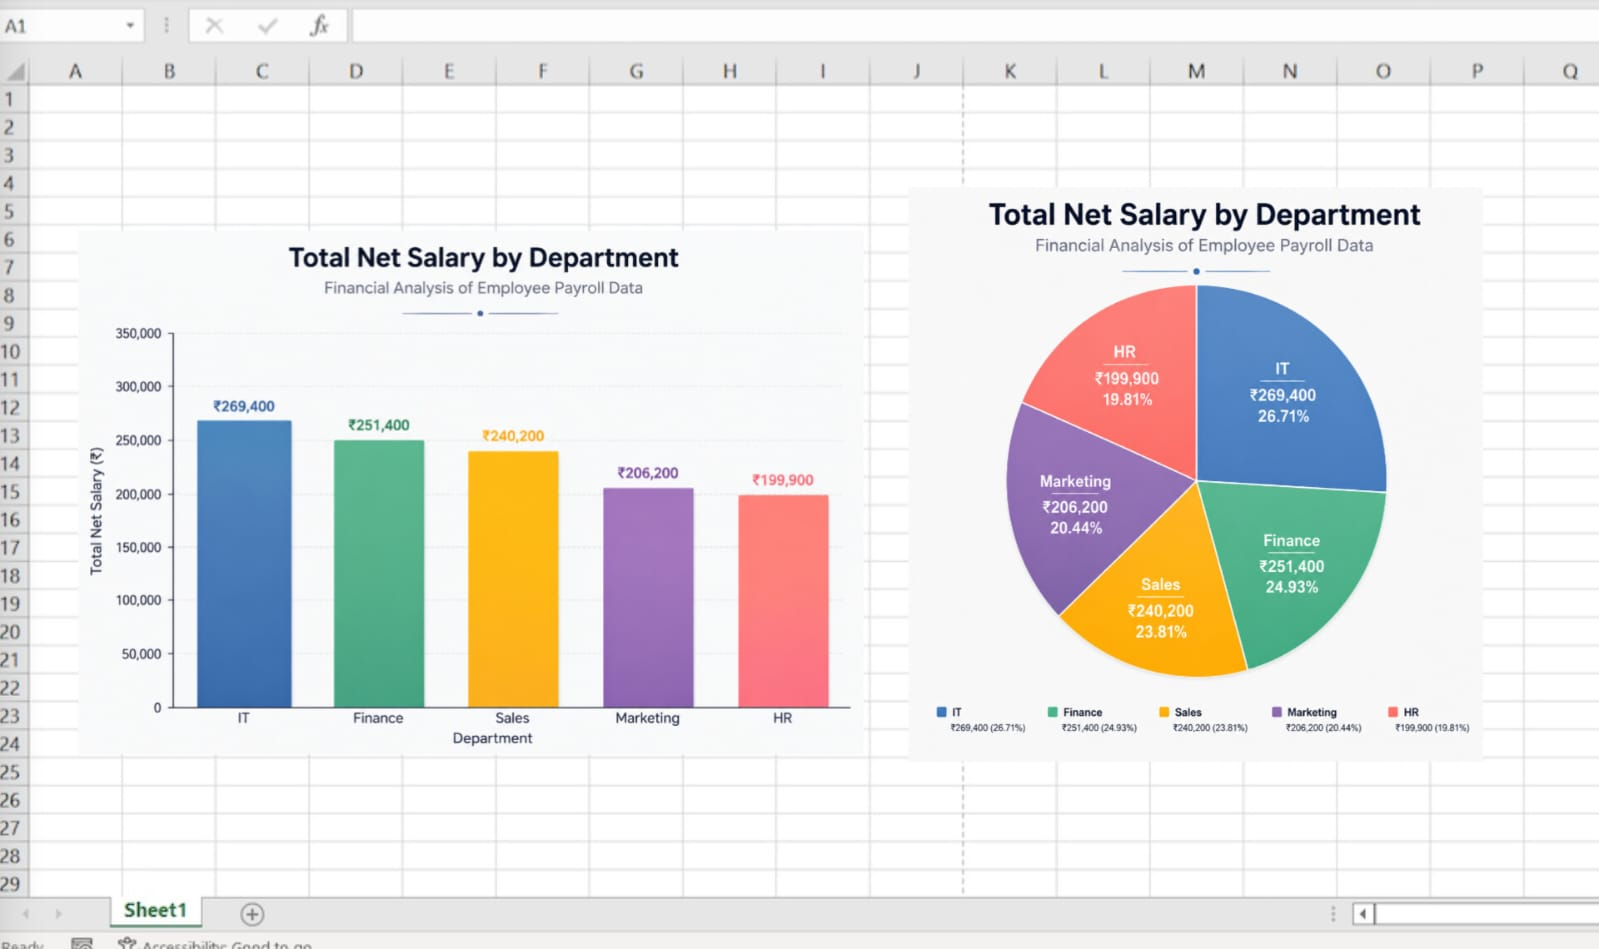 A1
fx
A B C D E F G H I J K L M N O P Q
1
2
3
4
5
6
7
8
9
10
11
12
13
14
15
16
17
18
19
20
21
22
23
24
25
26
27
28
29
Total Net Salary by Department
Financial Analysis of Employee Payroll Data
Total Net Salary (₹)
350,000
300,000
250,000
200,000
150,000
100,000
50,000
0
₹269,400
₹251,400
₹240,200
₹206,200
₹199,900
IT Finance Sales Marketing HR
Department
Total Net Salary by Department
Financial Analysis of Employee Payroll Data
HR
₹199,900
19.81%
IT
₹269,400
26.71%
Marketing
₹206,200
20.44%
Finance
₹251,400
24.93%
Sales
₹240,200
23.81%
IT Finance Sales Marketing HR
₹269,400 (26.71%) ₹251,400 (24.93%) ₹240,200 (23.81%) ₹206,200 (20.44%) ₹199,900 (19.81%)
Sheet1
Ready Accessibility: Good to go